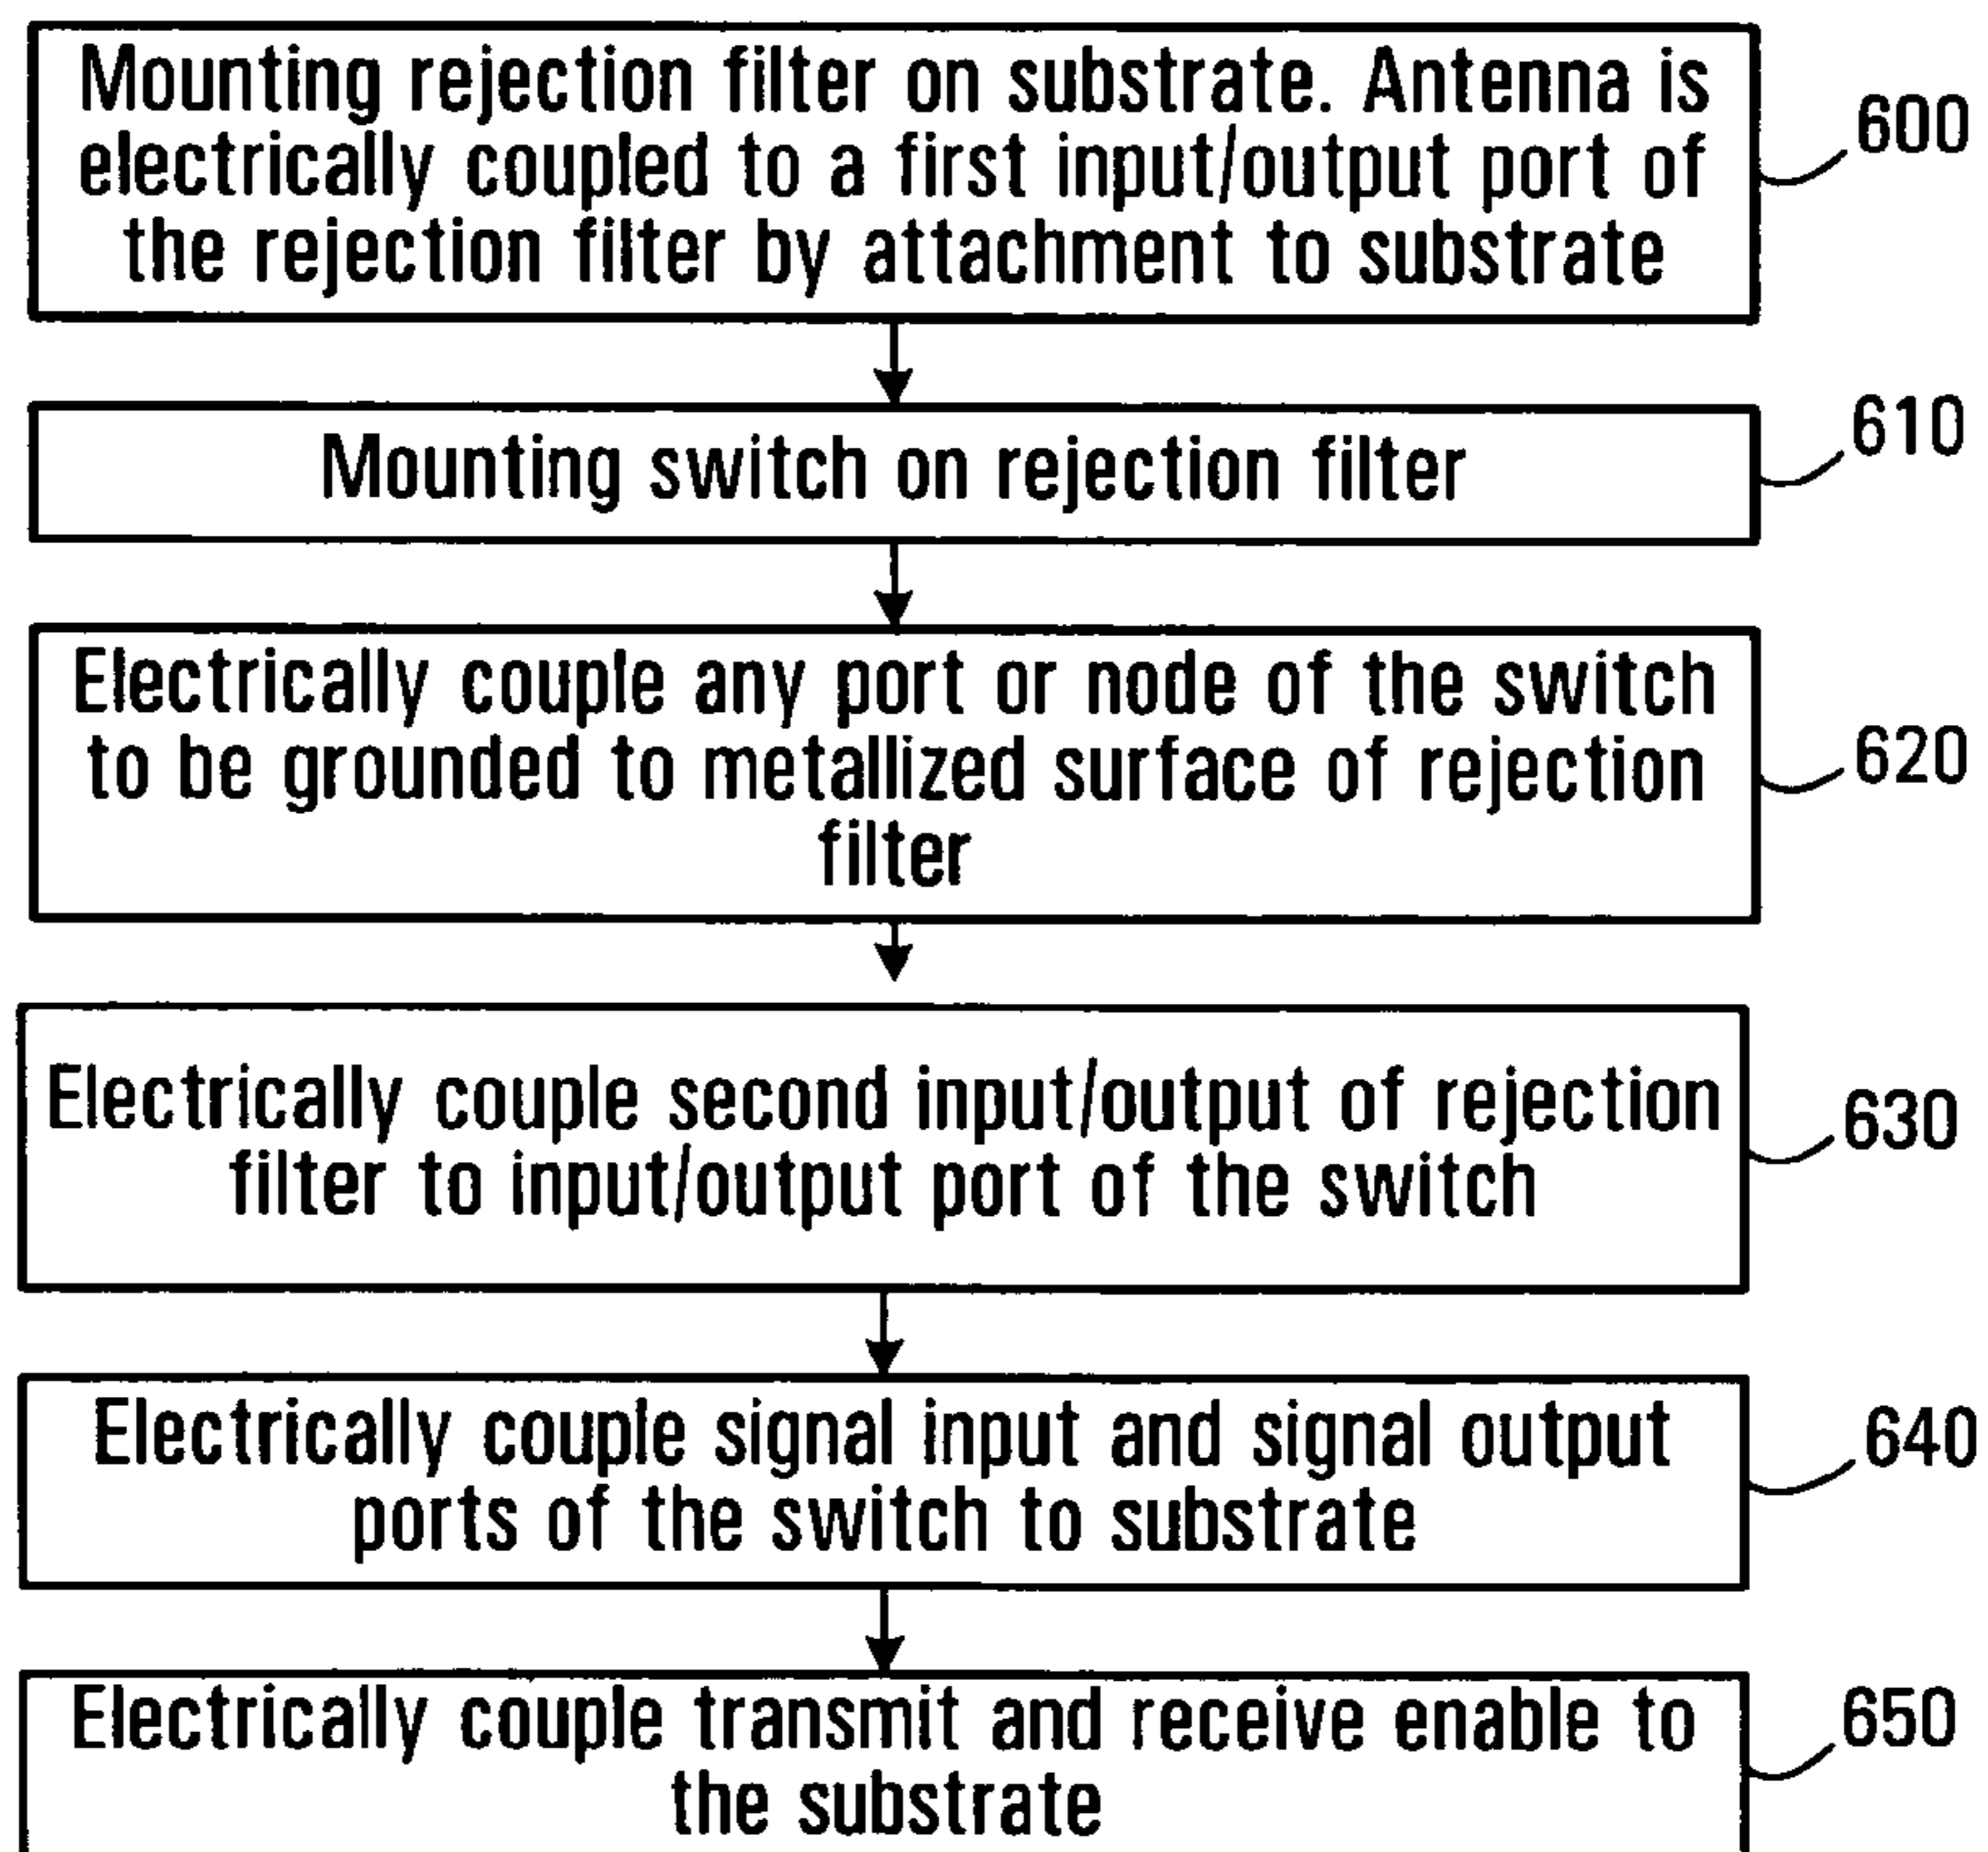 Mounting rejection filter on substrate. Antenna is
electrically coupled to a first input/output port of
the rejection filter by attachment to substrate
600
Mounting switch on rejection filter
610
Electrically couple any port or node of the switch
to be grounded to metallized surface of rejection
filter
620
Electrically couple second input/output of rejection
filter to input/output port of the switch
630
Electrically couple signal input and signal output
ports of the switch to substrate
640
Electrically couple transmit and receive enable to
the substrate
650